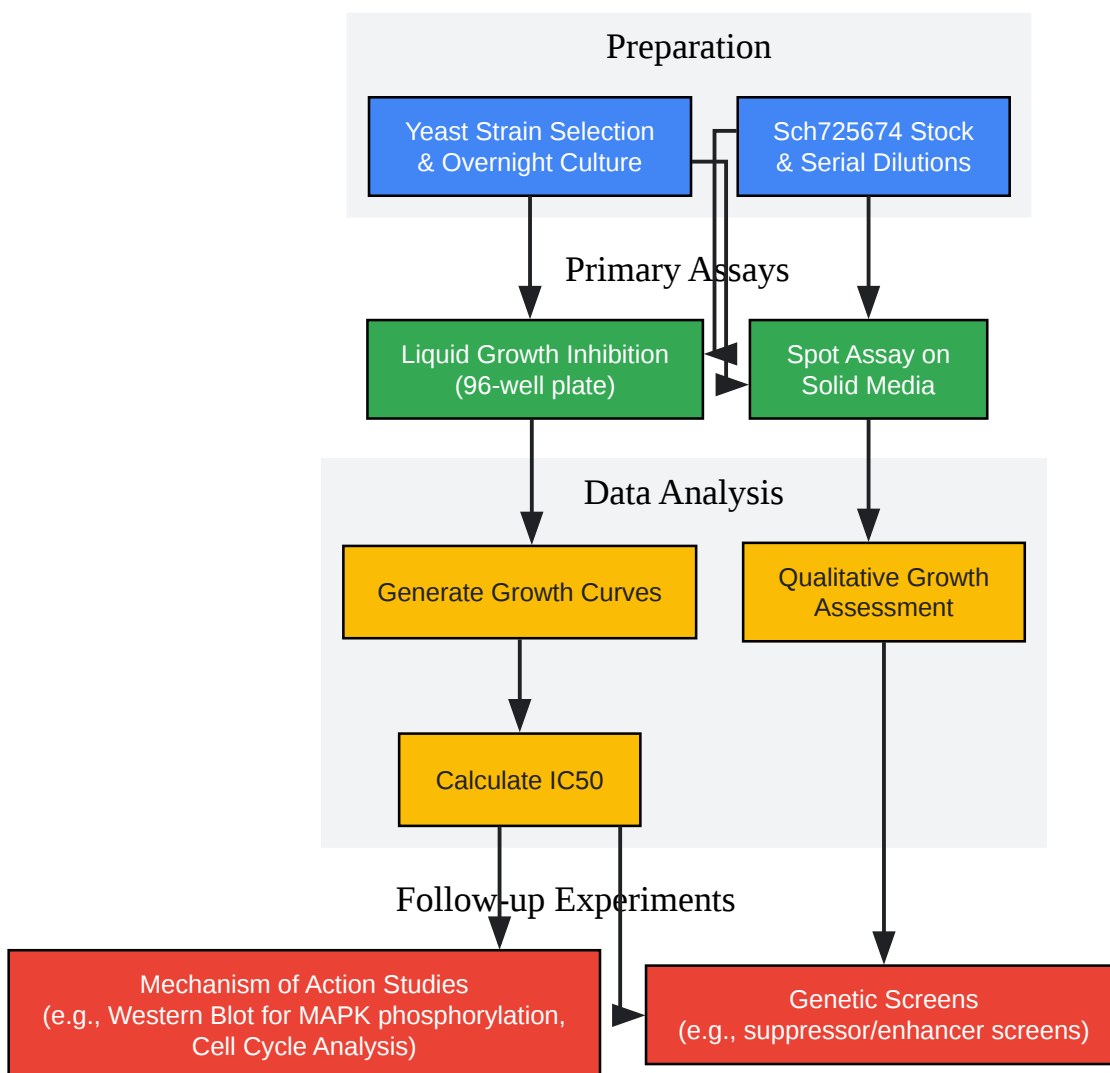 Preparation
Yeast Strain Selection
& Overnight Culture
Sch725674 Stock
& Serial Dilutions
Primary Assays
Liquid Growth Inhibition
(96-well plate)
Spot Assay on
Solid Media
Data Analysis
Generate Growth Curves
Qualitative Growth
Assessment
Calculate IC50
Follow-up Experiments
Mechanism of Action Studies
(e.g., Western Blot for MAPK phosphorylation,
Cell Cycle Analysis)
Genetic Screens
(e.g., suppressor/enhancer screens)